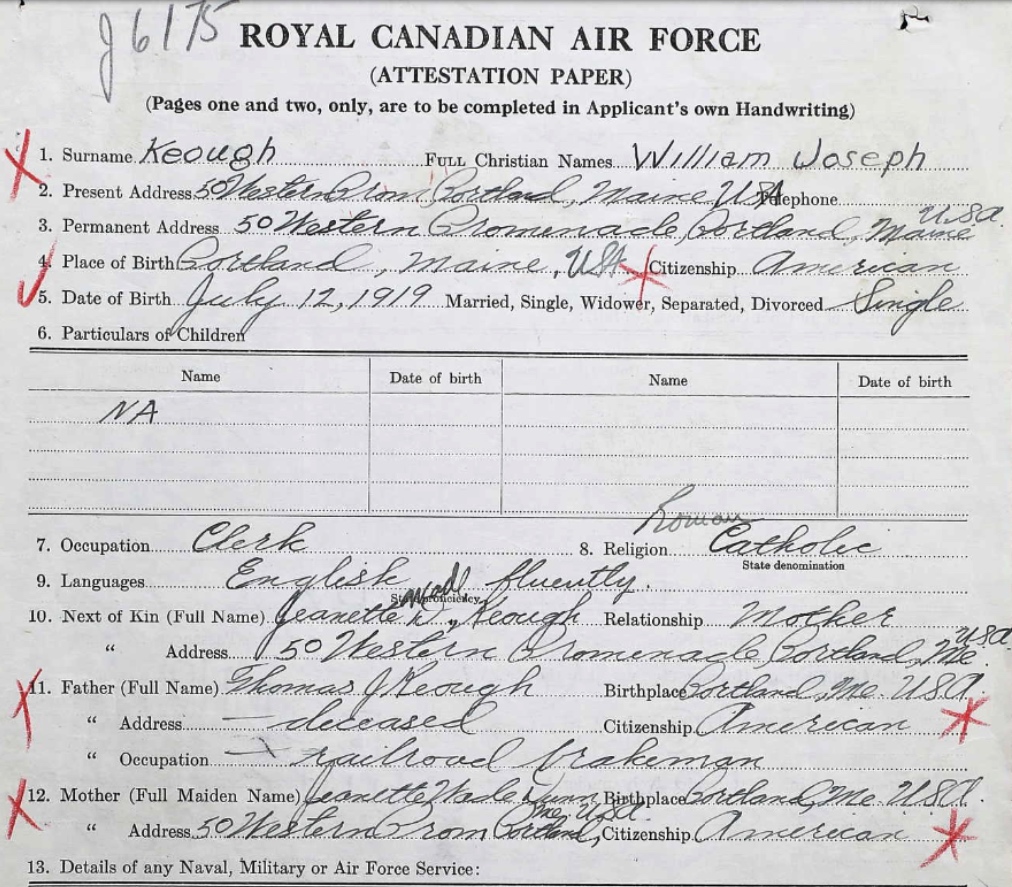 J 6175
ROYAL CANADIAN AIR FORCE
(ATTESTATION PAPER)
(Pages one and two, only, are to be completed in Applicant's own Handwriting)
1. Surname Keough FULL Christian Names William Joseph
2. Present Address 50 Western Prom Portland, Maine, USA Telephone
3. Permanent Address 50 Western Promenade, Portland, Maine USA.
4. Place of Birth Portland, Maine, USA Citizenship American
5. Date of Birth July 12, 1919 Married, Single, Widower, Separated, Divorced Single
6. Particulars of Children
Name Date of birth Name Date of birth
NA
7. Occupation Clerk 8. Religion Roman Catholic
State denomination
9. Languages English fluently.
State proficiency
10. Next of Kin (Full Name) Jeanette Keough Relationship Mother
" Address 50 Western Promenade, Portland, Me. USA.
11. Father (Full Name) Thomas J. Keough Birthplace Portland, Me. U.S.A.
" Address — deceased Citizenship American
" Occupation — railroad brakeman
12. Mother (Full Maiden Name) Jeanette Wade Birthplace Portland, Me. U.S.A.
" Address 50 Western Prom Portland, Me. U.S.A. Citizenship American
13. Details of any Naval, Military or Air Force Service: